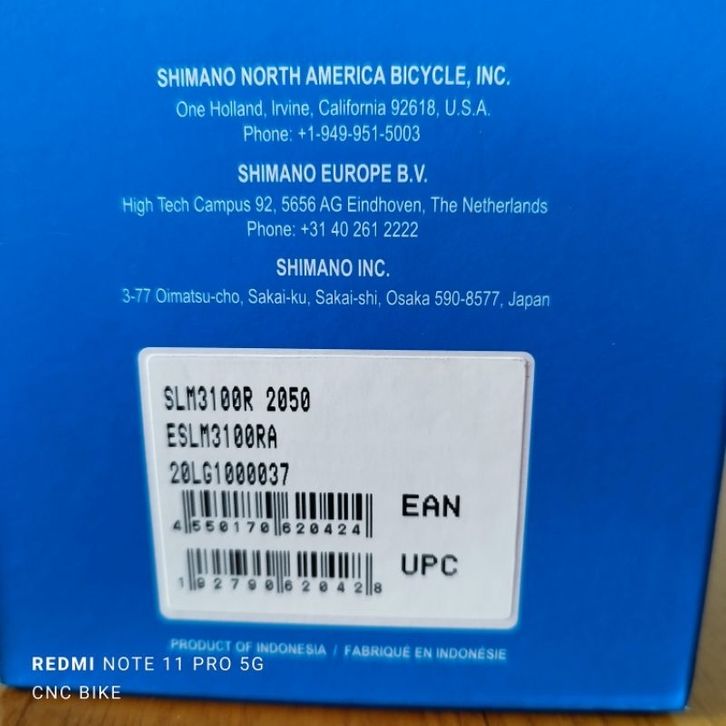 SHIMANO NORTH AMERICA BICYCLE, INC.
One Holland, Irvine, California 92618, U.S.A.
Phone: +1-949-951-5003
SHIMANO EUROPE B.V.
High Tech Campus 92, 5656 AG Eindhoven, The Netherlands
Phone: +31 40 261 2222
SHIMANO INC.
3-77 Oimatsu-cho, Sakai-ku, Sakai-shi, Osaka 590-8577, Japan
SLM3100R 2050
ESLM3100RA
20LG1000037
EAN
4 550170 620424
UPC
1 92790 62042 8
PRODUCT OF INDONESIA / FABRIQUÉ EN INDONÉSIE
REDMI NOTE 11 PRO 5G
CNC BIKE